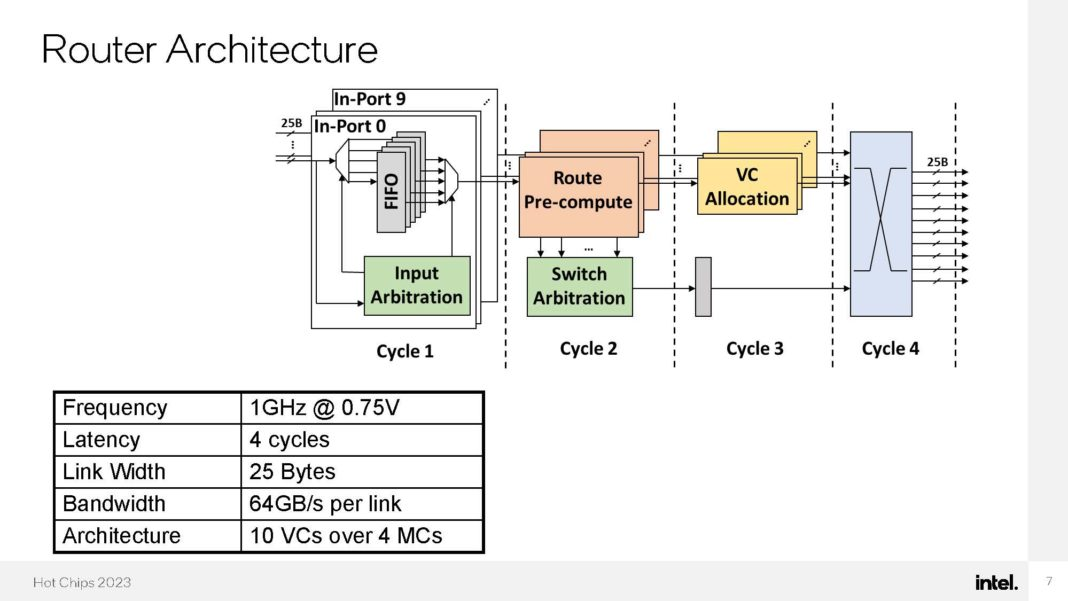 Router Architecture
In-Port 9
25B
In-Port 0
FIFO
Input
Arbitration
Route
Pre-compute
...
Switch
Arbitration
VC
Allocation
25B
Cycle 1
Cycle 2
Cycle 3
Cycle 4
Frequency 1GHz @ 0.75V
Latency 4 cycles
Link Width 25 Bytes
Bandwidth 64GB/s per link
Architecture 10 VCs over 4 MCs
Hot Chips 2023
intel.
7